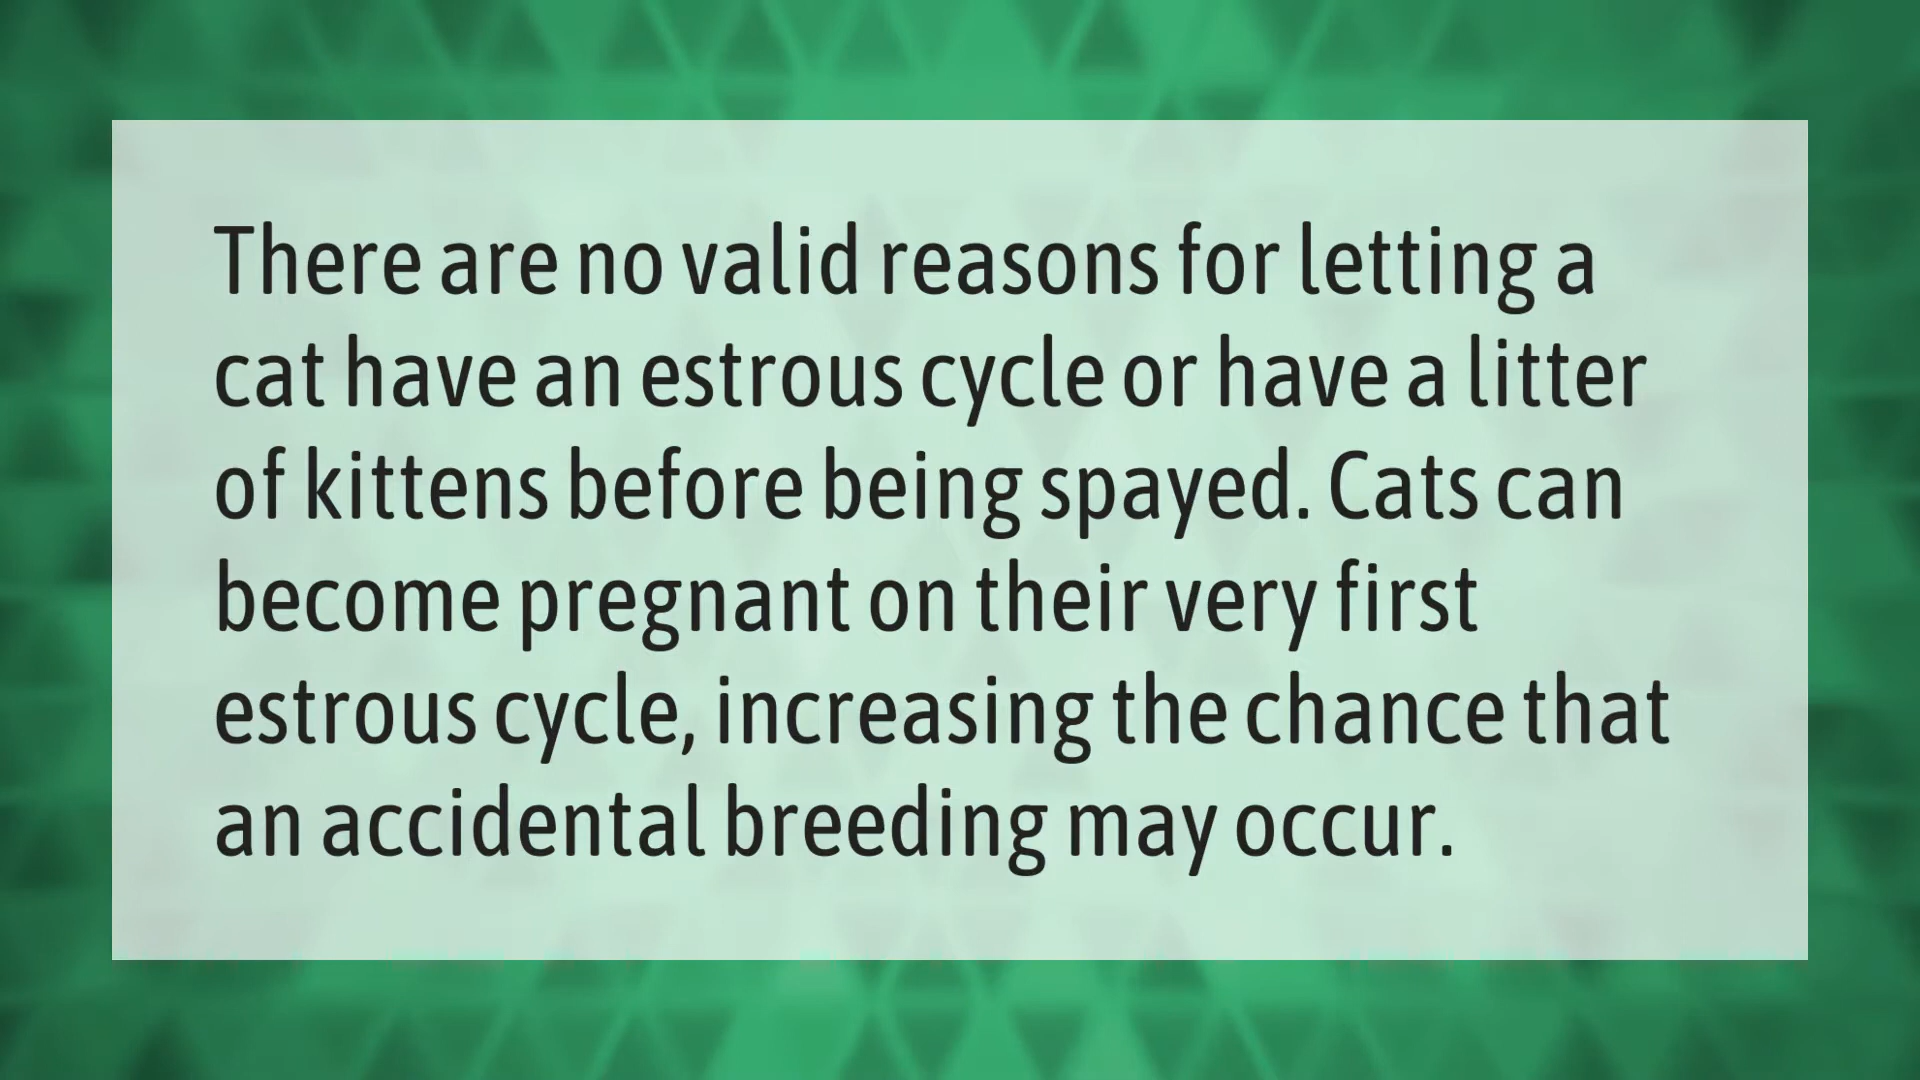 There are no valid reasons for letting a
cat have an estrous cycle or have a litter
of kittens before being spayed. Cats can
become pregnant on their very first
estrous cycle, increasing the chance that
an accidental breeding may occur.